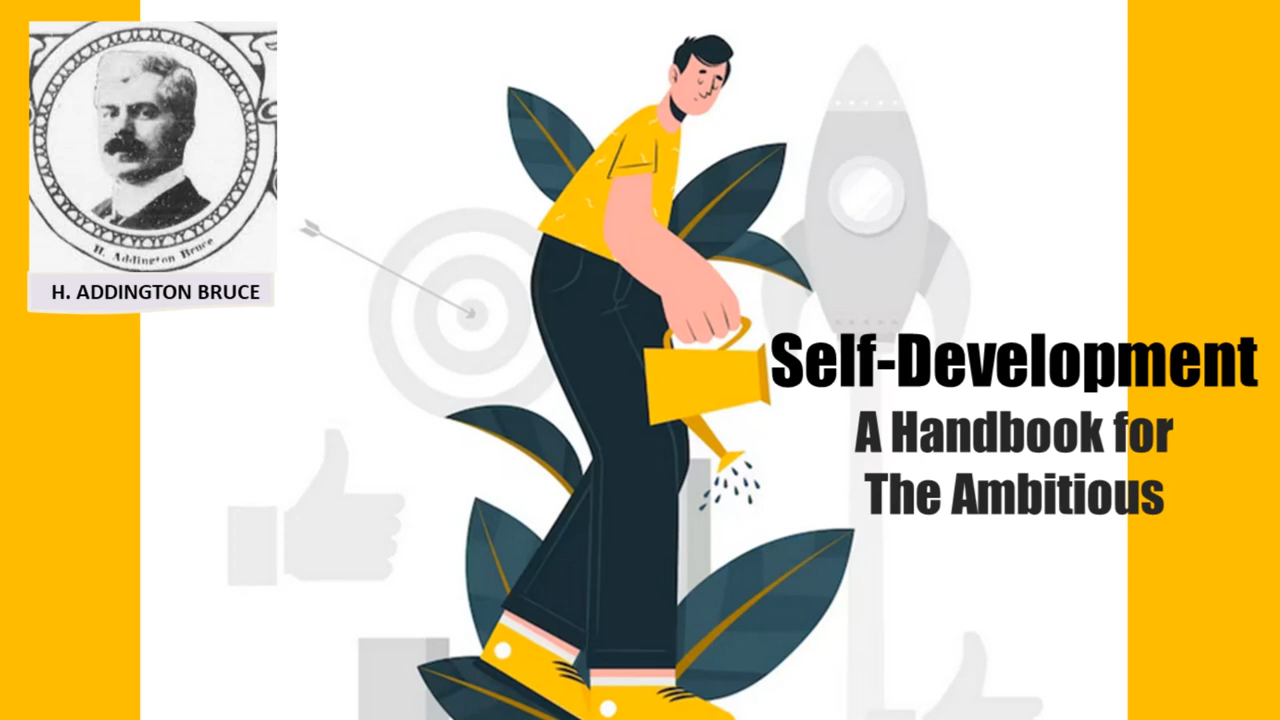 H. Addington Bruce
H. ADDINGTON BRUCE
Self-Development
A Handbook for
The Ambitious